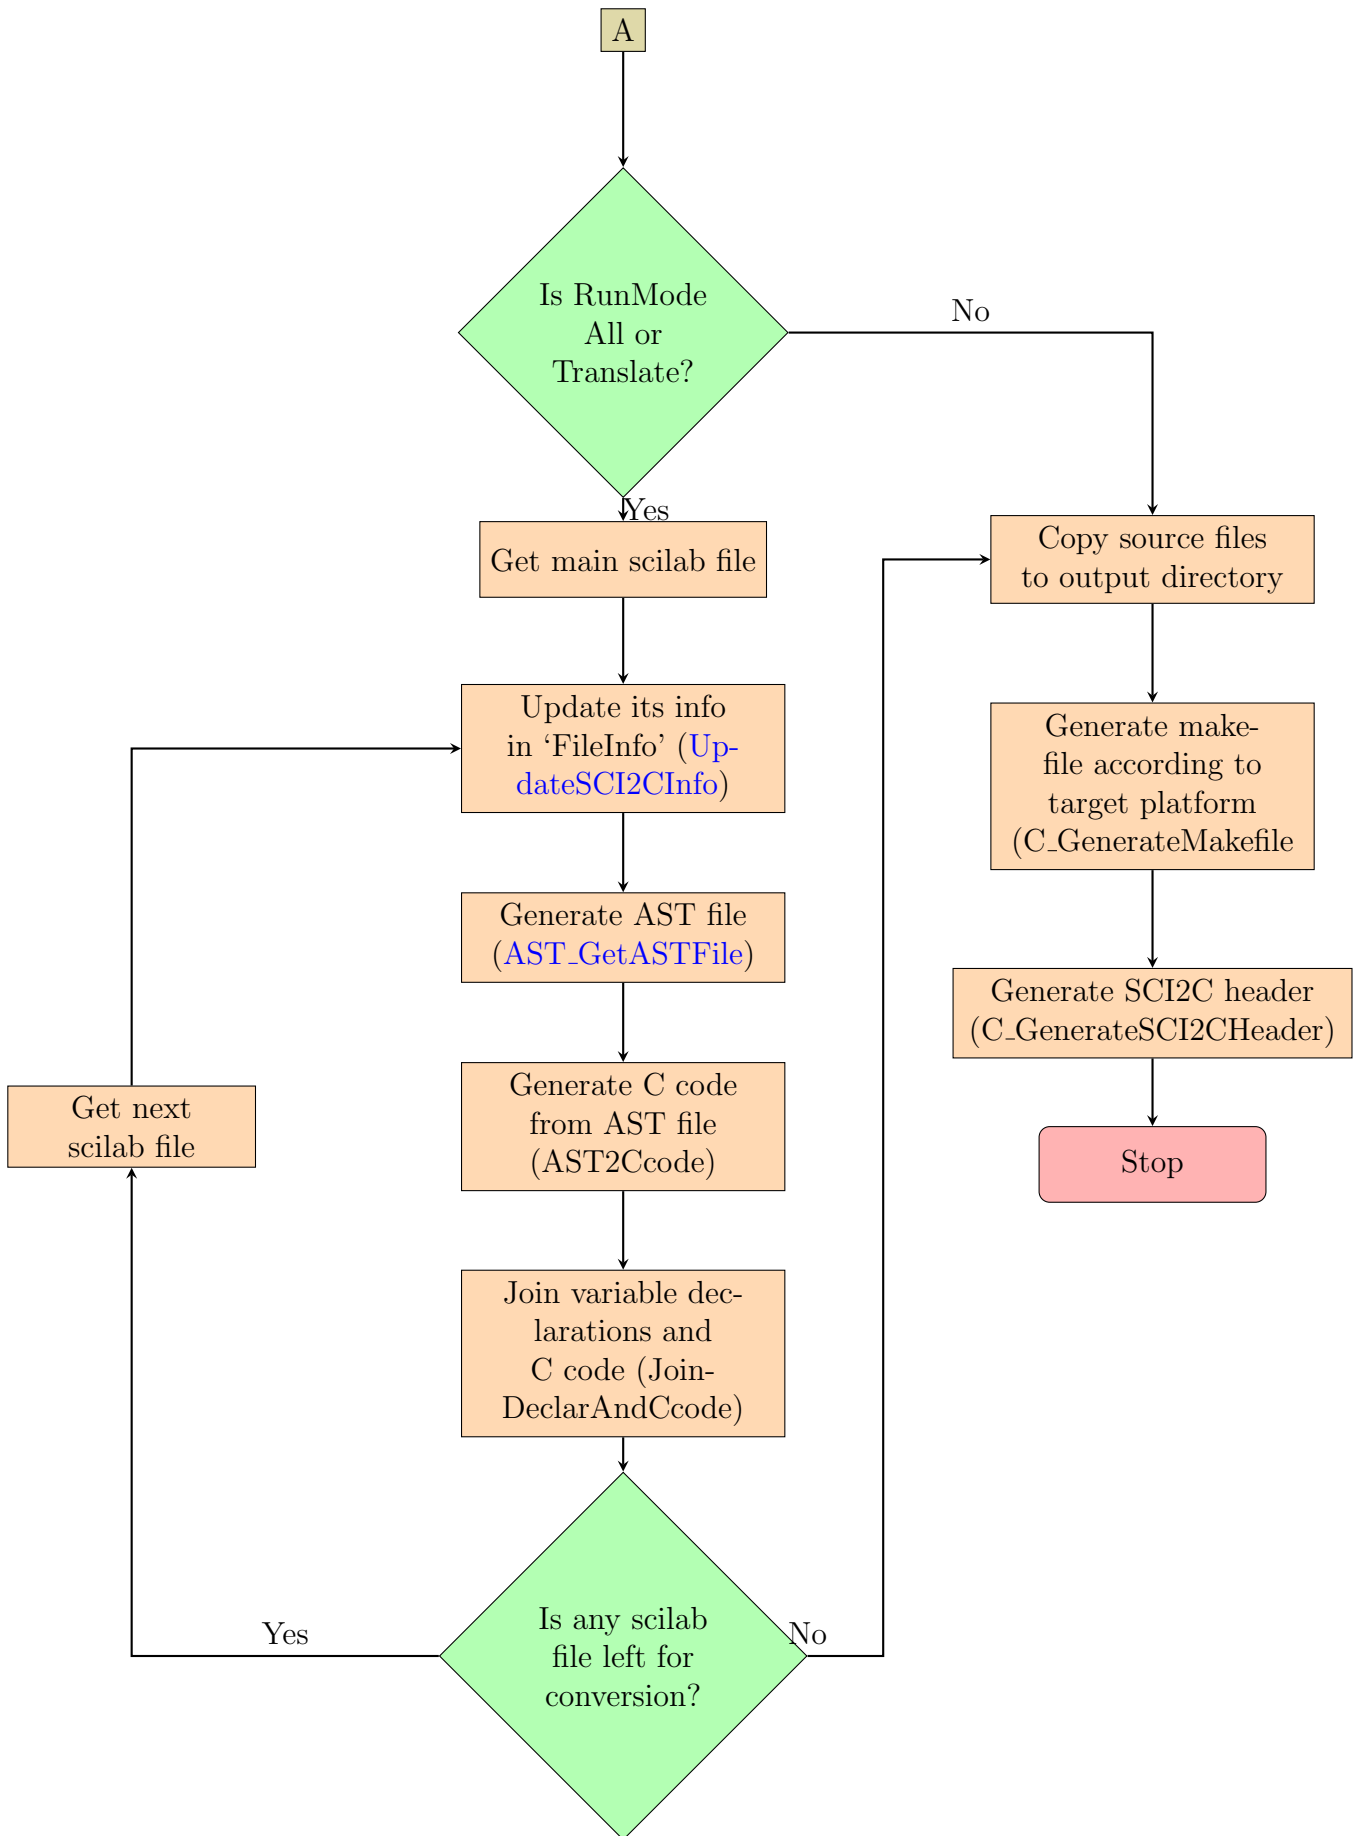 A
Is RunMode
All or
Translate?
No
Yes
Get main scilab file
Copy source files
to output directory
Update its info
in ‘FileInfo’ (Up-
dateSCI2CInfo)
Generate make-
file according to
target platform
(C_GenerateMakefile
Generate AST file
(AST_GetASTFile)
Generate SCI2C header
(C_GenerateSCI2CHeader)
Generate C code
from AST file
(AST2Ccode)
Get next
scilab file
Stop
Join variable dec-
larations and
C code (Join-
DeclarAndCcode)
Is any scilab
file left for
conversion?
Yes
No